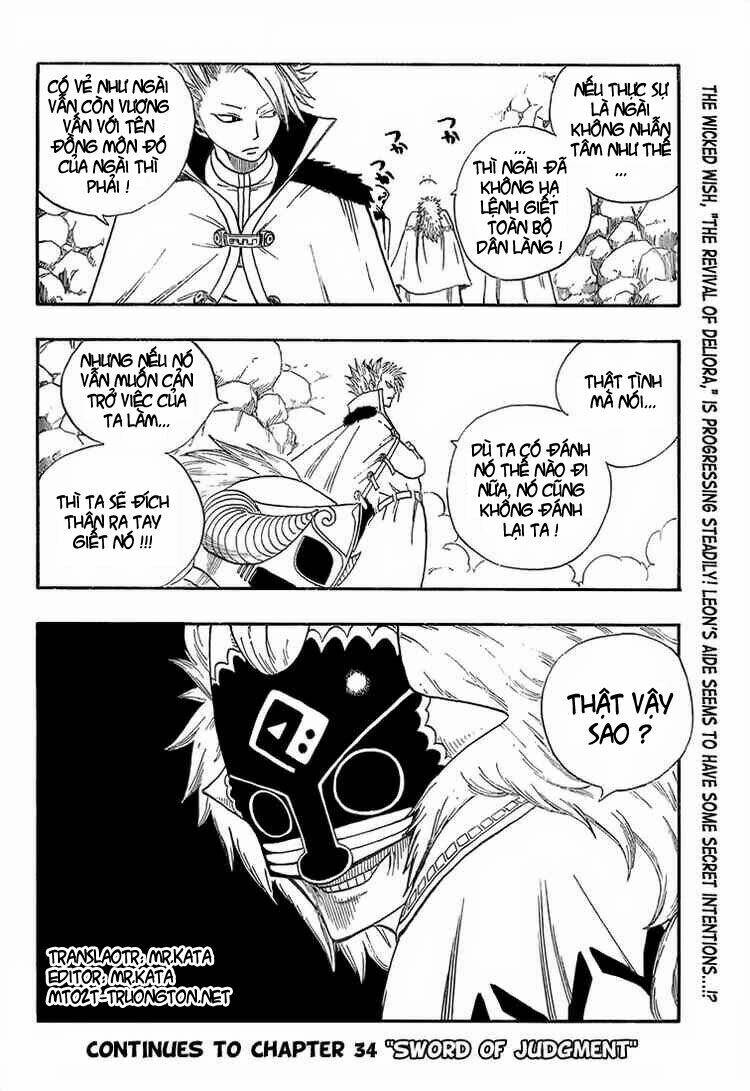 NẾU THỰC SỰ
LÀ NGÀI
KHÔNG NHẪN
TÂM NHƯ THẾ
...
THÌ NGÀI ĐÃ
KHÔNG HẠ
LỆNH GIẾT
TOÀN BỘ
DÂN LÀNG !
CÓ VẺ NHƯ NGÀI
VẪN CÒN VƯƠNG
VẤN VỚI TÊN
ĐỒNG MÔN ĐÓ
CỦA NGÀI THÌ
PHẢI !
THẬT TÌNH
MÀ NÓI...
DÙ TA CÓ ĐÁNH
NÓ THẾ NÀO ĐI
NỮA, NÓ CŨNG
KHÔNG ĐÁNH
LẠI TA !
NHƯNG NẾU NÓ
VẪN MUỐN CẢN
TRỞ VIỆC CỦA
TA LÀM...
THÌ TA SẼ ĐÍCH
THÂN RA TAY
GIẾT NÓ !!!
THẬT VẬY
SAO ?
THE WICKED WISH, "THE REVIVAL OF DELIORA," IS PROGRESSING STEADILY! LEON'S AIDE SEEMS TO HAVE SOME SECRET INTENTIONS....!?
TRANSLAOTR: MR.KATA
EDITOR: MR.KATA
MTO2T-TRUONGTON.NET
CONTINUES TO CHAPTER 34 "SWORD OF JUDGMENT"